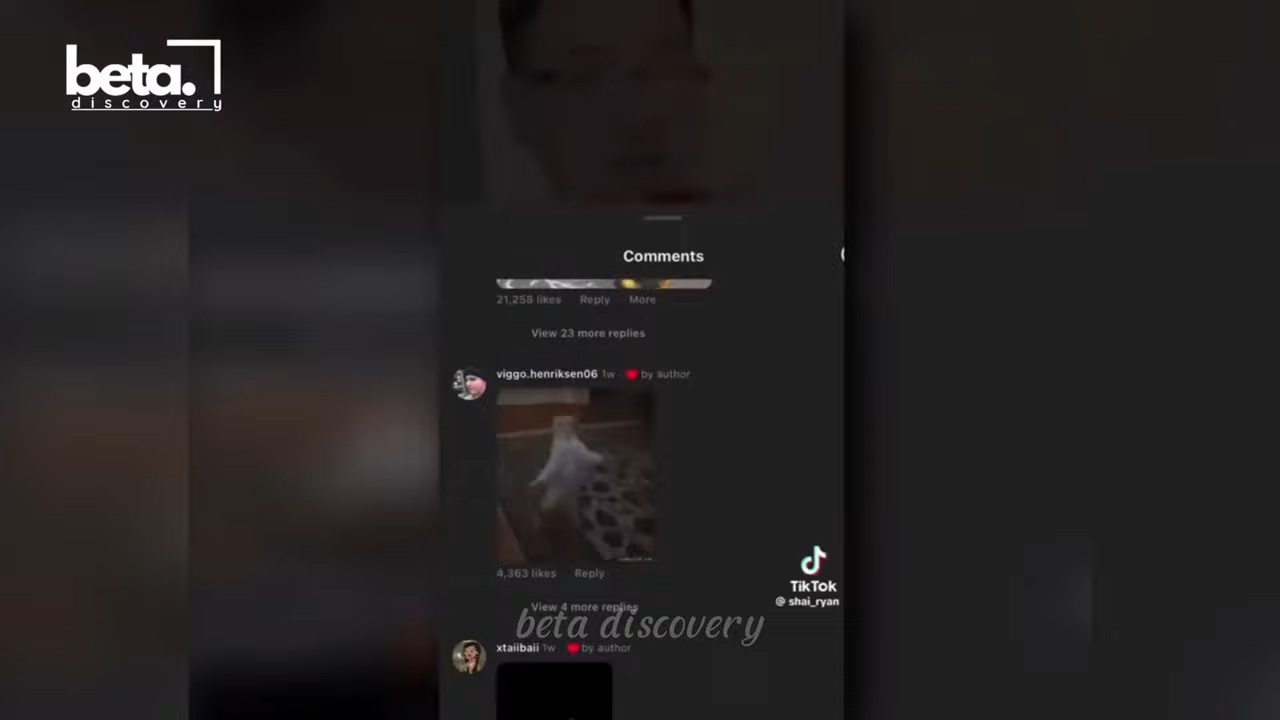 beta.
discovery
Comments
21,258 likes Reply More
View 23 more replies
viggo.henriksen06 1w ❤ by author
4,363 likes Reply
View 4 more replies
TikTok
@ shai_ryan
beta discovery
xtaiibaii 1w ❤ by author